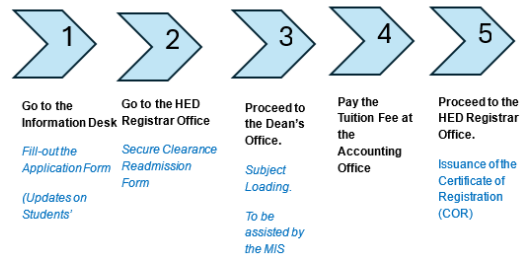 1
Go to the
Information Desk
Fill-out the
Application Form
(Updates on
Students'
2
Go to the HED
Registrar Office
Secure Clearance
Readmission
Form
3
Proceed to
the Dean's
Office.
Subject
Loading.
To be
assisted by
the MIS
4
Pay the
Tuition Fee at
the
Accounting
Office
5
Proceed to the
HED Registrar
Office.
Issuance of the
Certificate of
Registration
(COR)